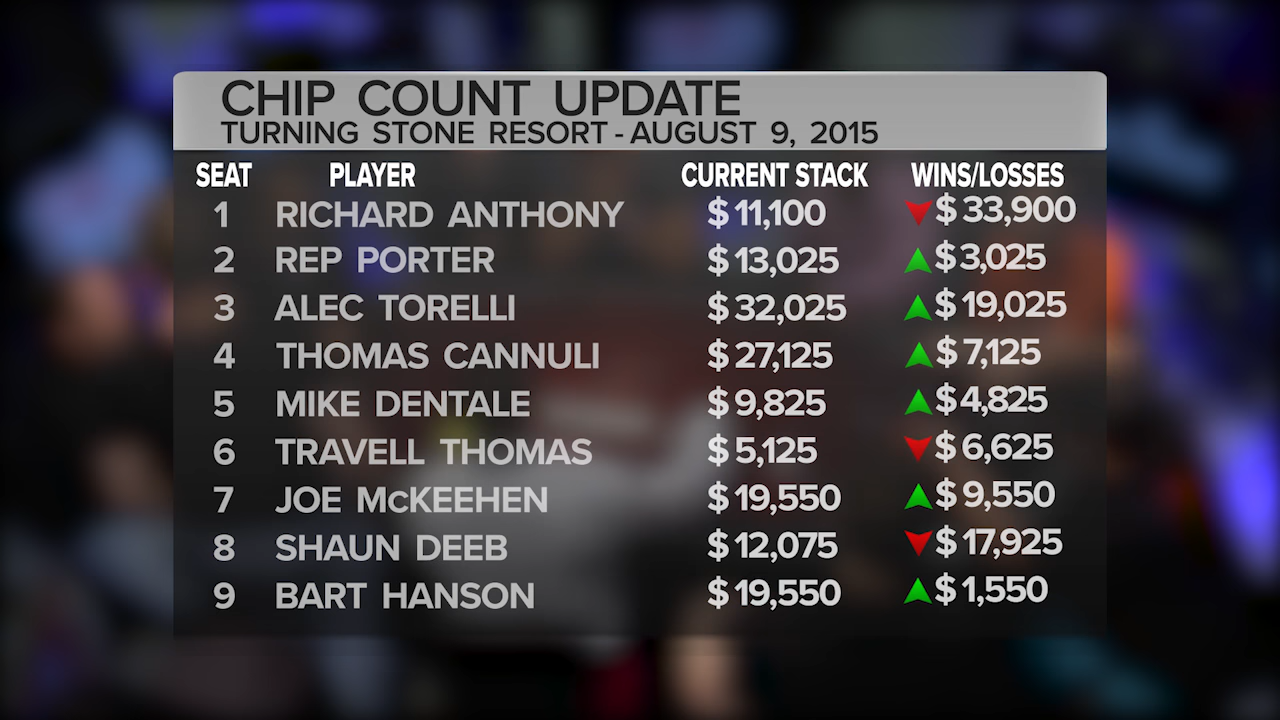 CHIP COUNT UPDATE
TURNING STONE RESORT - AUGUST 9, 2015
SEAT PLAYER CURRENT STACK WINS/LOSSES
1 RICHARD ANTHONY $11,100 ▼ $33,900
2 REP PORTER $13,025 ▲ $3,025
3 ALEC TORELLI $32,025 ▲ $19,025
4 THOMAS CANNULI $27,125 ▲ $7,125
5 MIKE DENTALE $9,825 ▲ $4,825
6 TRAVELL THOMAS $5,125 ▼ $6,625
7 JOE McKEEHEN $19,550 ▲ $9,550
8 SHAUN DEEB $12,075 ▼ $17,925
9 BART HANSON $19,550 ▲ $1,550